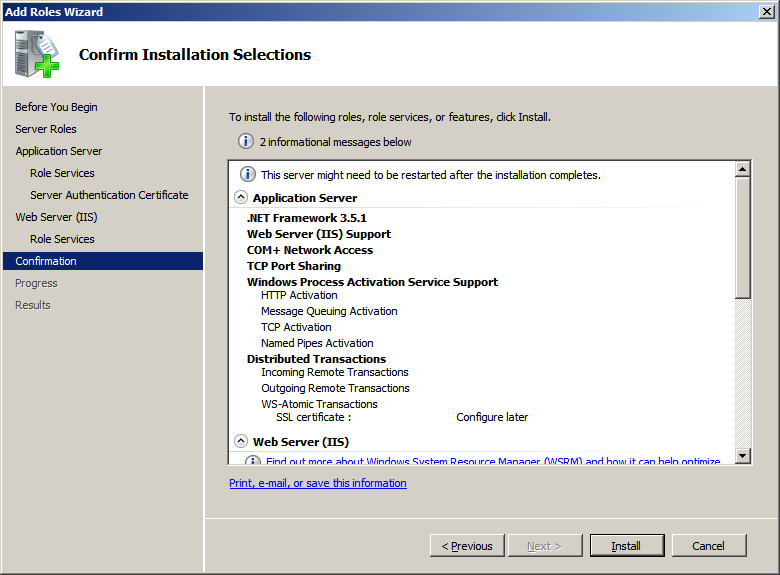 Add Roles Wizard
Confirm Installation Selections
Before You Begin
Server Roles
Application Server
Role Services
Server Authentication Certificate
Web Server (IIS)
Role Services
Confirmation
Progress
Results
To install the following roles, role services, or features, click Install.
2 informational messages below
This server might need to be restarted after the installation completes.
Application Server
.NET Framework 3.5.1
Web Server (IIS) Support
COM+ Network Access
TCP Port Sharing
Windows Process Activation Service Support
HTTP Activation
Message Queuing Activation
TCP Activation
Named Pipes Activation
Distributed Transactions
Incoming Remote Transactions
Outgoing Remote Transactions
WS-Atomic Transactions
SSL certificate : Configure later
Web Server (IIS)
Find out more about Windows System Resource Manager (WSRM) and how it can help optimize
Print, e-mail, or save this information
< Previous Next > Install Cancel